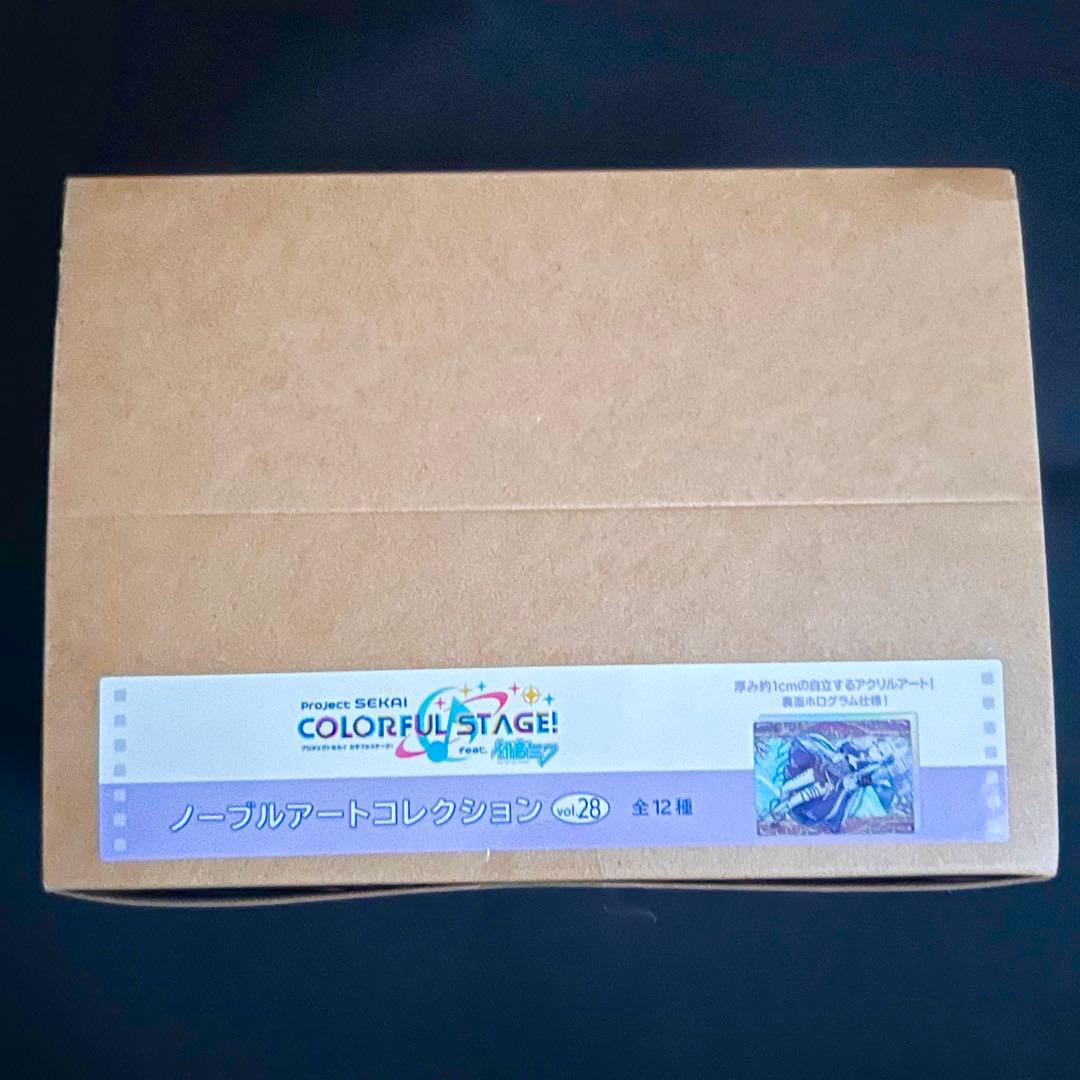 プロジェクトセカイ カラフルステージ!
Project SEKAI
COLORFUL STAGE!
feat. 初音ミク
ノーブルアートコレクション vol.28 全12種
厚み約1cmの自立するアクリルアート!
裏面ホログラム仕様!